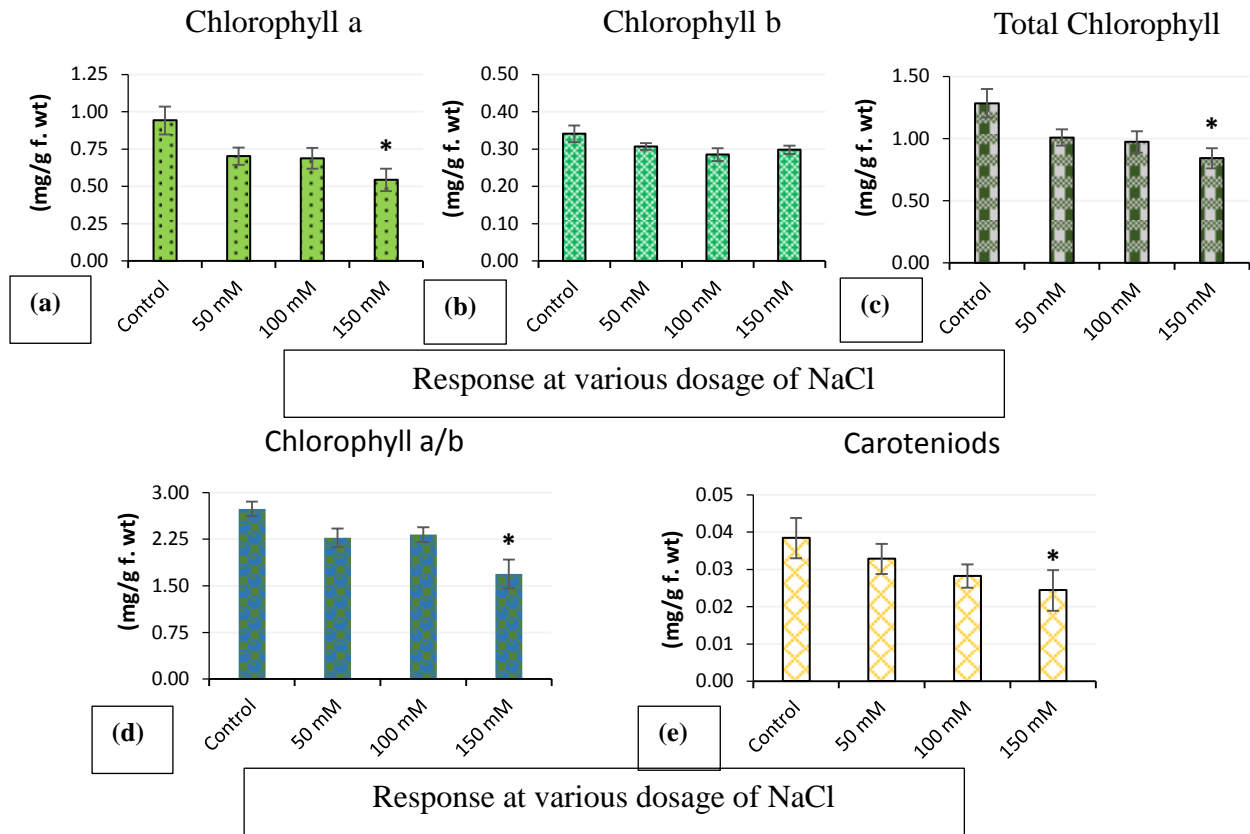 Chlorophyll a
(mg/g f. wt)
1.25
1.00
0.75
0.50
0.25
0.00
*
Control
50 mM
100 mM
150 mM
(a)
Chlorophyll b
(mg/g f. wt)
0.50
0.40
0.30
0.20
0.10
0.00
Control
50 mM
100 mM
150 mM
(b)
Total Chlorophyll
(mg/g f. wt)
1.50
1.00
0.50
0.00
*
Control
50 mM
100 mM
150 mM
(c)
Response at various dosage of NaCl
Chlorophyll a/b
(mg/g f. wt)
3.00
2.25
1.50
0.75
0.00
*
Control
50 mM
100 mM
150 mM
(d)
Caroteniods
(mg/g f. wt)
0.05
0.04
0.03
0.02
0.01
0.00
*
Control
50 mM
100 mM
150 mM
(e)
Response at various dosage of NaCl